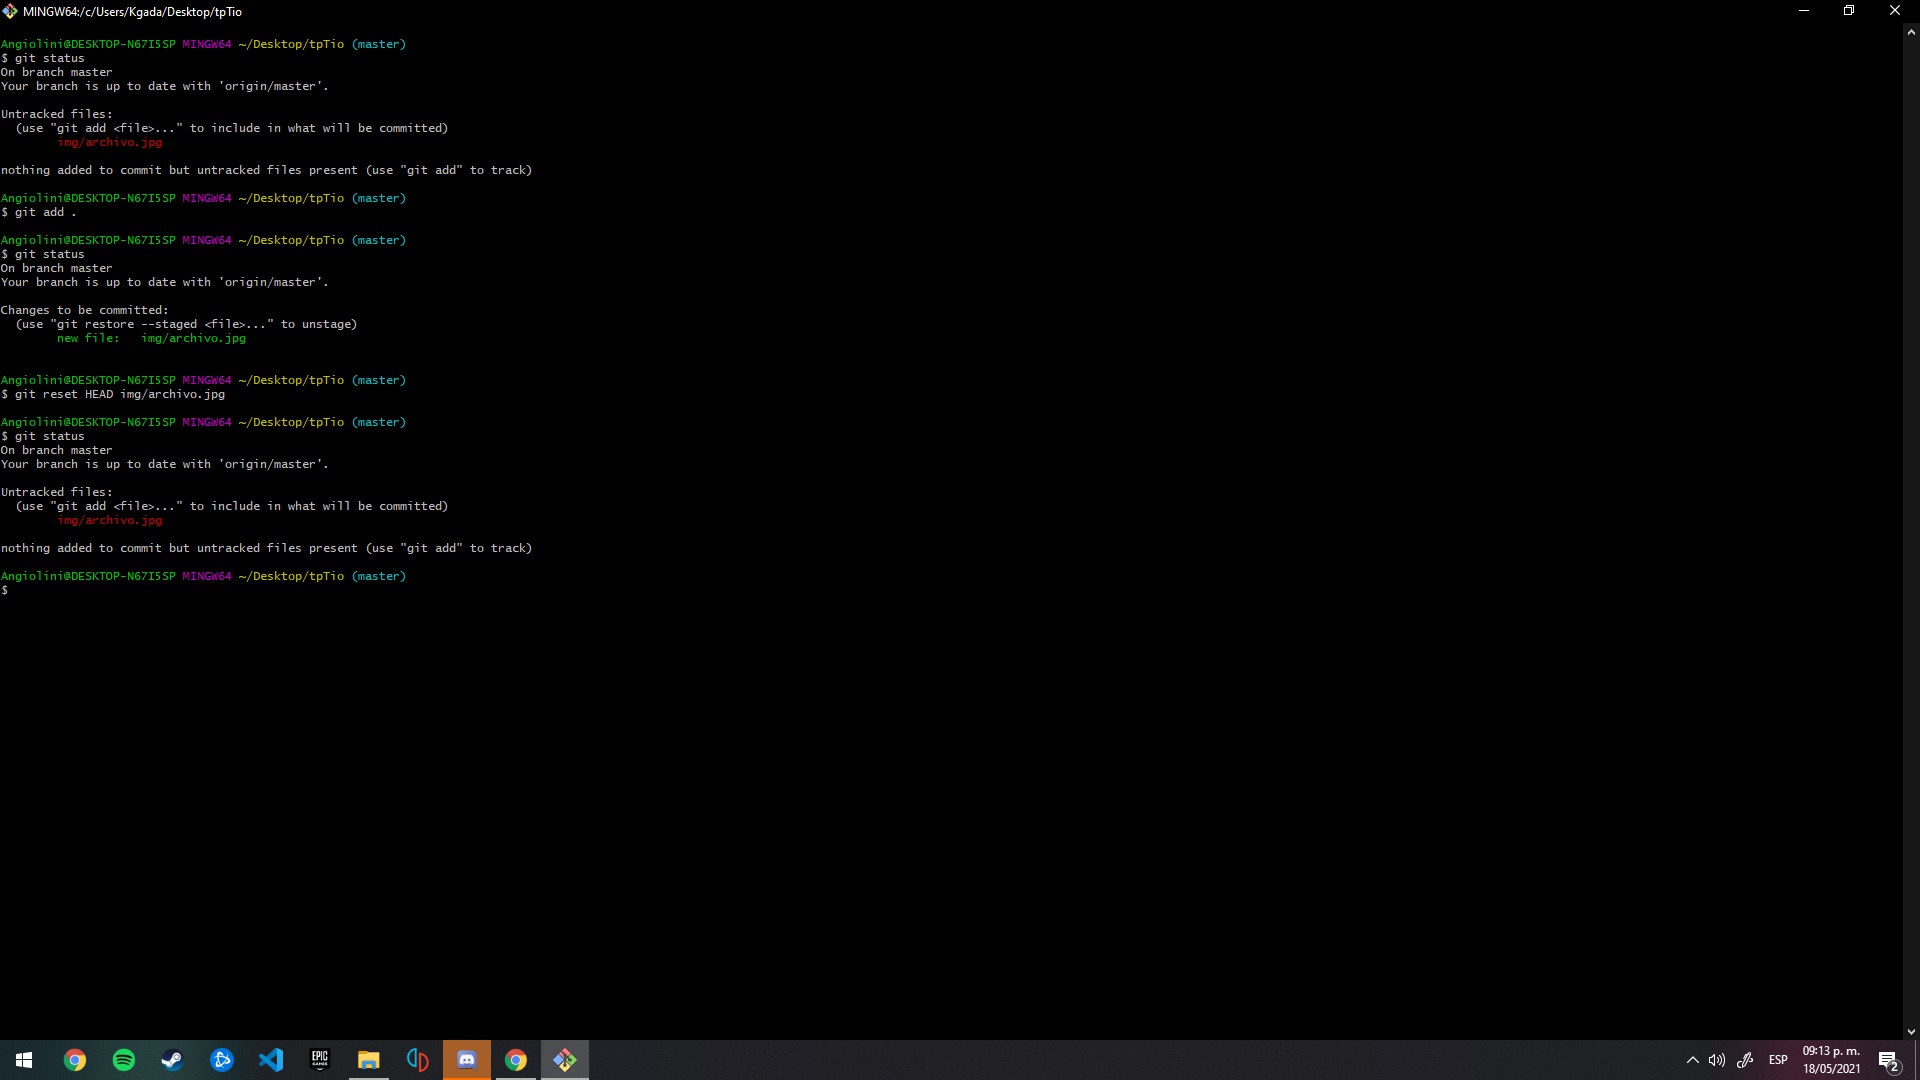 MINGW64:/c/Users/Kgada/Desktop/tpTio
Angiolini@DESKTOP-N67I5SP MINGW64 ~/Desktop/tpTio (master)
$ git status
On branch master
Your branch is up to date with 'origin/master'.
Untracked files:
(use "git add <file>..." to include in what will be committed)
img/archivo.jpg
nothing added to commit but untracked files present (use "git add" to track)
Angiolini@DESKTOP-N67I5SP MINGW64 ~/Desktop/tpTio (master)
$ git add .
Angiolini@DESKTOP-N67I5SP MINGW64 ~/Desktop/tpTio (master)
$ git status
On branch master
Your branch is up to date with 'origin/master'.
Changes to be committed:
(use "git restore --staged <file>..." to unstage)
new file:   img/archivo.jpg
Angiolini@DESKTOP-N67I5SP MINGW64 ~/Desktop/tpTio (master)
$ git reset HEAD img/archivo.jpg
Angiolini@DESKTOP-N67I5SP MINGW64 ~/Desktop/tpTio (master)
$ git status
On branch master
Your branch is up to date with 'origin/master'.
Untracked files:
(use "git add <file>..." to include in what will be committed)
img/archivo.jpg
nothing added to commit but untracked files present (use "git add" to track)
Angiolini@DESKTOP-N67I5SP MINGW64 ~/Desktop/tpTio (master)
$
EPIC
GAMES
ESP
09:13 p. m.
18/05/2021
2